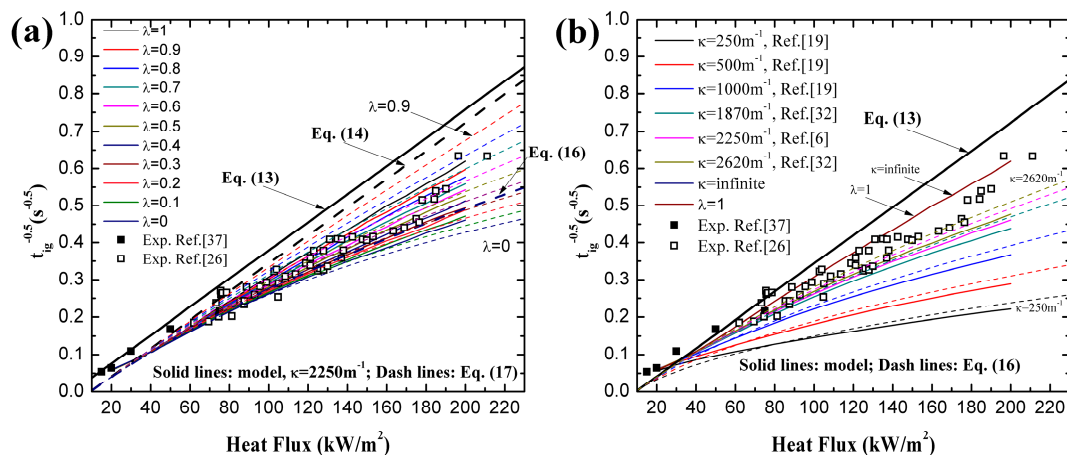 (a)
t_ig^-0.5 (s^-0.5)
1.0
0.9
0.8
0.7
0.6
0.5
0.4
0.3
0.2
0.1
0.0
λ=1
λ=0.9
λ=0.8
λ=0.7
λ=0.6
λ=0.5
λ=0.4
λ=0.3
λ=0.2
λ=0.1
λ=0
Exp. Ref.[37]
Exp. Ref.[26]
λ=0.9
Eq. (14)
Eq. (16)
Eq. (13)
λ=0
Solid lines: model, κ=2250m⁻¹; Dash lines: Eq. (17)
20 40 60 80 100 120 140 160 180 200 220
Heat Flux (kW/m²)
(b)
t_ig^-0.5 (s^-0.5)
1.0
0.9
0.8
0.7
0.6
0.5
0.4
0.3
0.2
0.1
0.0
κ=250m⁻¹, Ref.[19]
κ=500m⁻¹, Ref.[19]
κ=1000m⁻¹, Ref.[19]
κ=1870m⁻¹, Ref.[32]
κ=2250m⁻¹, Ref.[6]
κ=2620m⁻¹, Ref.[32]
κ=infinite
λ=1
Exp. Ref.[37]
Exp. Ref.[26]
Eq. (13)
κ=infinite
κ=2620m⁻¹
λ=1
κ=250m⁻¹
Solid lines: model; Dash lines: Eq. (16)
20 40 60 80 100 120 140 160 180 200 220
Heat Flux (kW/m²)